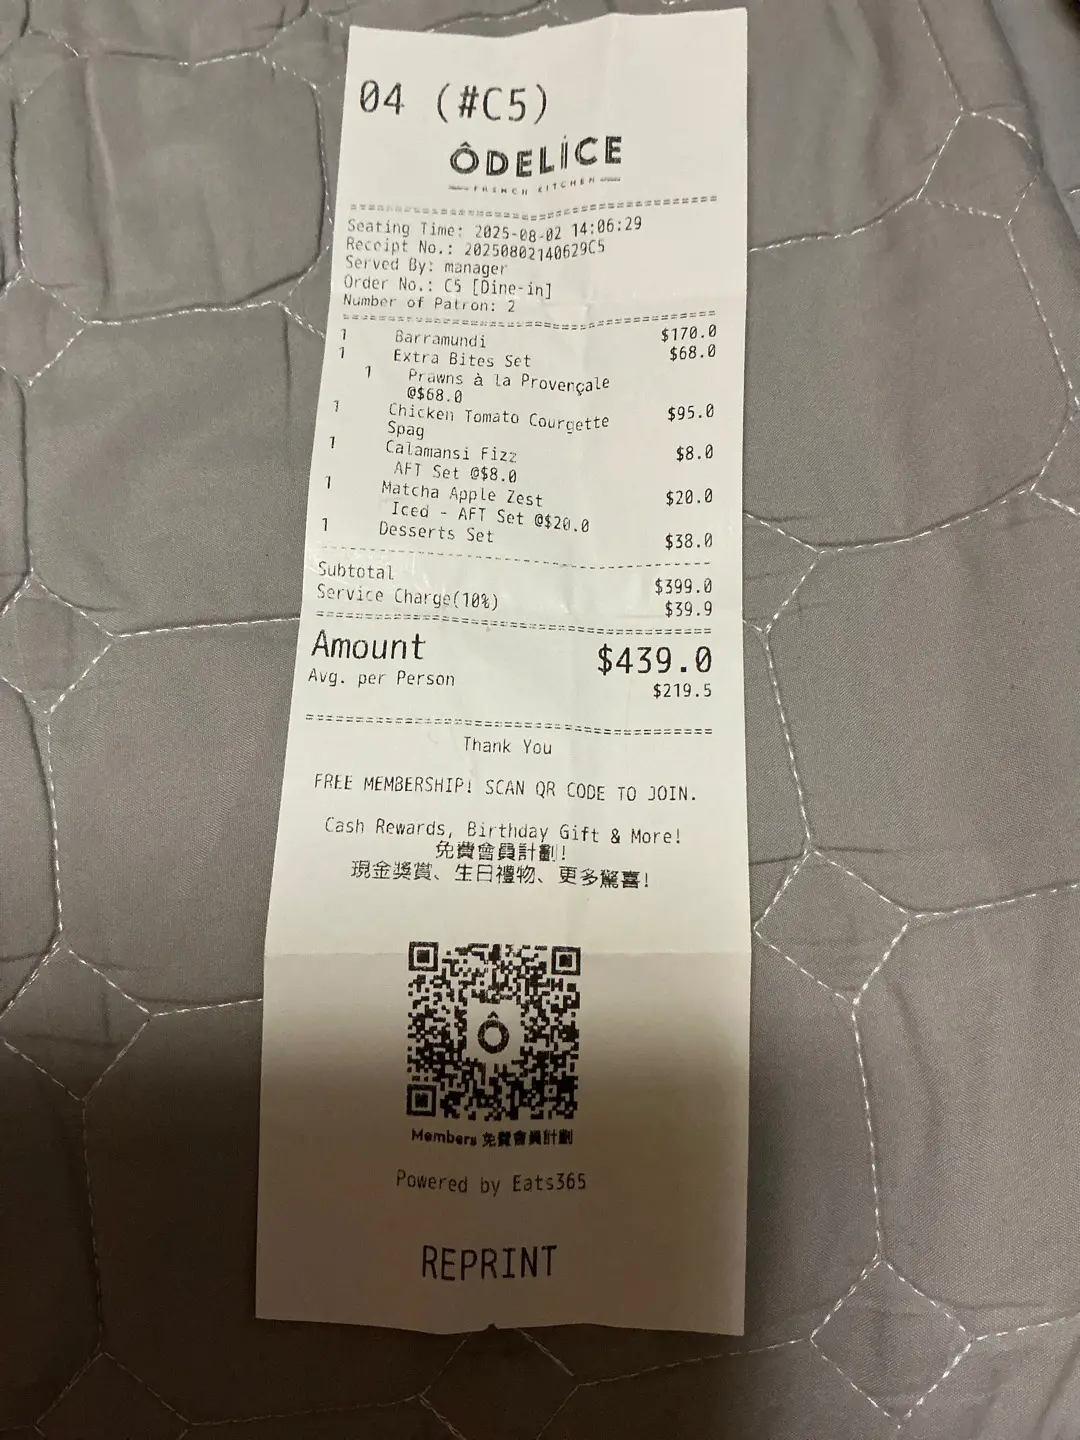 04 (#C5)
ÔDELİCE
FRENCH KITCHEN
Seating Time: 2025-08-02 14:06:29
Receipt No.: 20250802140629C5
Served By: manager
Order No.: C5 [Dine-in]
Number of Patron: 2
1 Barramundi $170.0
1 Extra Bites Set $68.0
1 Prawns à la Provençale
@$68.0
1 Chicken Tomato Courgette $95.0
Spag
1 Calamansi Fizz $8.0
AFT Set @$8.0
1 Matcha Apple Zest $20.0
Iced - AFT Set @$20.0
1 Desserts Set $38.0
Subtotal $399.0
Service Charge(10%) $39.9
Amount $439.0
Avg. per Person $219.5
Thank You
FREE MEMBERSHIP! SCAN QR CODE TO JOIN.
Cash Rewards, Birthday Gift & More!
免費會員計劃!
現金獎賞、生日禮物、更多驚喜!
Ô
Members 免費會員計劃
Powered by Eats365
REPRINT